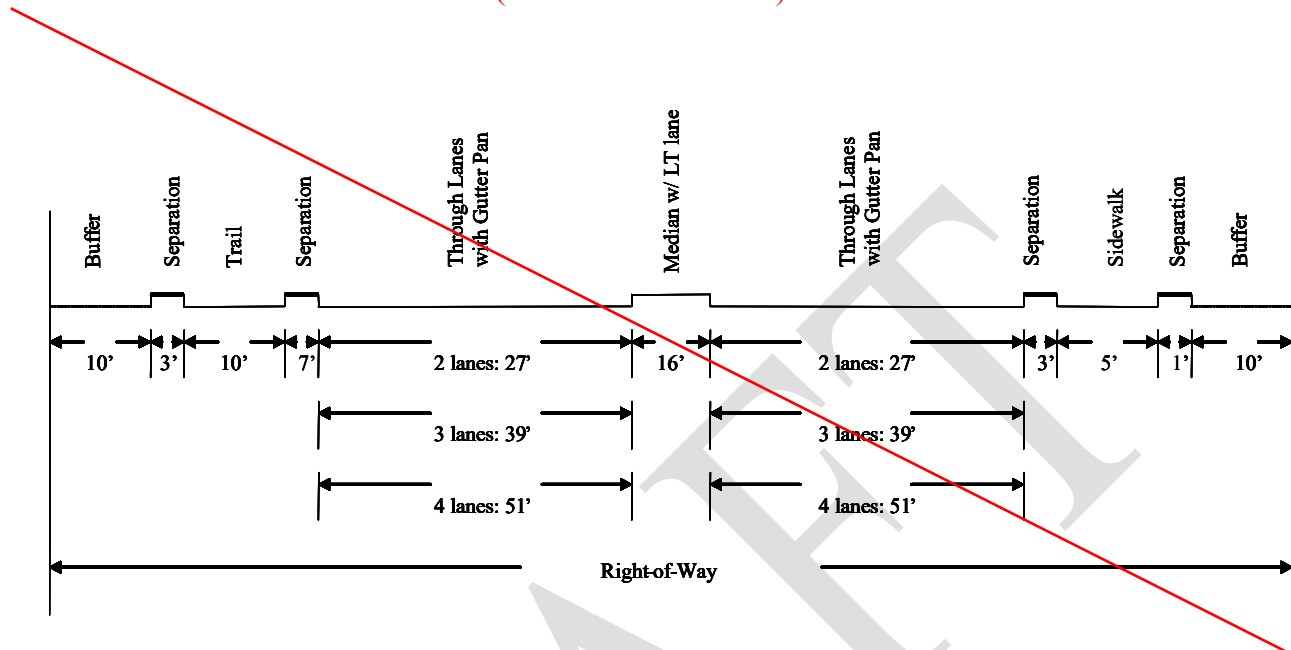 Buffer
Separation
Trail
Separation
Through Lanes
with Gutter Pan
Median w/ LT lane
Through Lanes
with Gutter Pan
Separation
Sidewalk
Separation
Buffer
10’ 3’ 10’ 7’ 2 lanes: 27’ 16’ 2 lanes: 27’ 3’ 5’ 1’ 10’
3 lanes: 39’ 3 lanes: 39’
4 lanes: 51’ 4 lanes: 51’
Right-of-Way